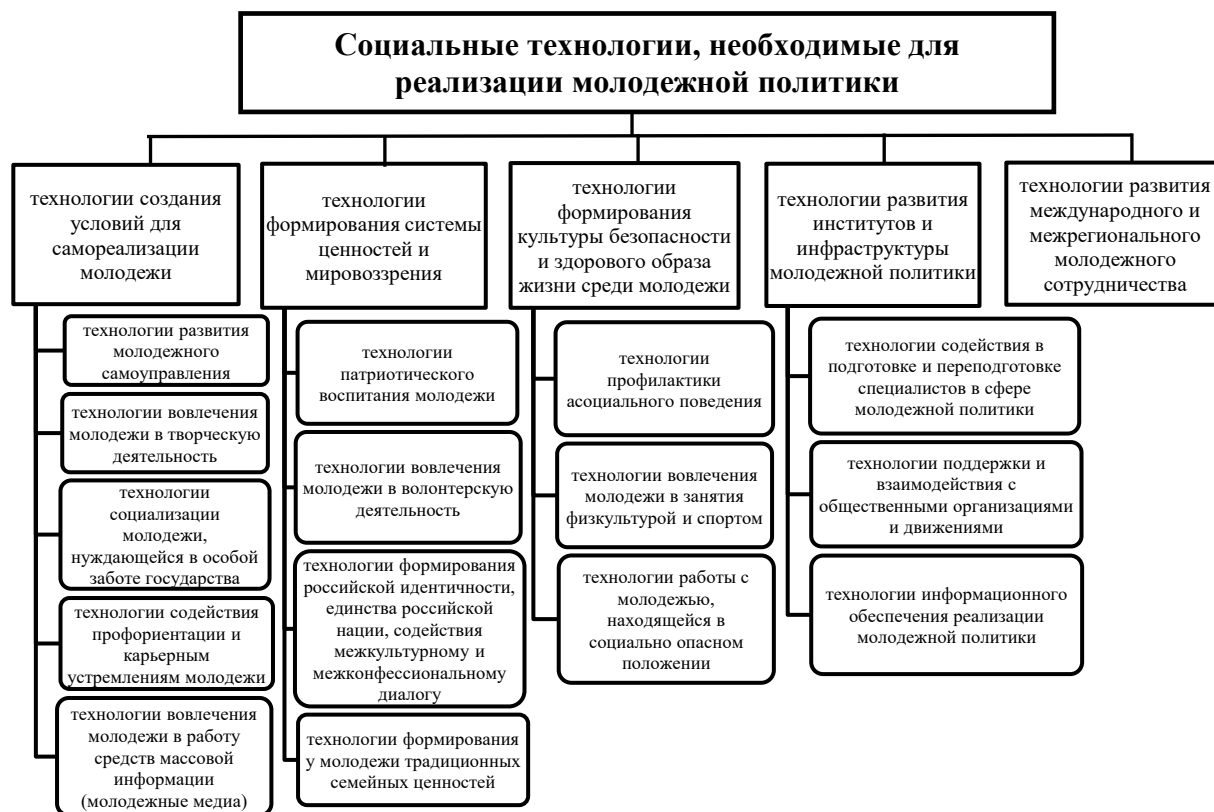 Социальные технологии, необходимые для
реализации молодежной политики
технологии создания
условий для
самореализации
молодежи
технологии
формирования системы
ценностей и
мировоззрения
технологии
формирования
культуры безопасности
и здорового образа
жизни среди молодежи
технологии развития
институтов и
инфраструктуры
молодежной политики
технологии развития
международного и
межрегионального
молодежного
сотрудничества
технологии развития
молодежного
самоуправления
технологии вовлечения
молодежи в творческую
деятельность
технологии
социализации
молодежи,
нуждающейся в особой
заботе государства
технологии содействия
профориентации и
карьерным
устремлениям молодежи
технологии вовлечения
молодежи в работу
средств массовой
информации
(молодежные медиа)
технологии
патриотического
воспитания молодежи
технологии вовлечения
молодежи в волонтерскую
деятельность
технологии формирования
российской идентичности,
единства российской
нации, содействия
межкультурному и
межконфессиональному
диалогу
технологии формирования
у молодежи традиционных
семейных ценностей
технологии
профилактики
асоциального поведения
технологии вовлечения
молодежи в занятия
физкультурой и спортом
технологии работы с
молодежью,
находящейся в
социально опасном
положении
технологии содействия в
подготовке и переподготовке
специалистов в сфере
молодежной политики
технологии поддержки и
взаимодействия с
общественными организациями
и движениями
технологии информационного
обеспечения реализации
молодежной политики